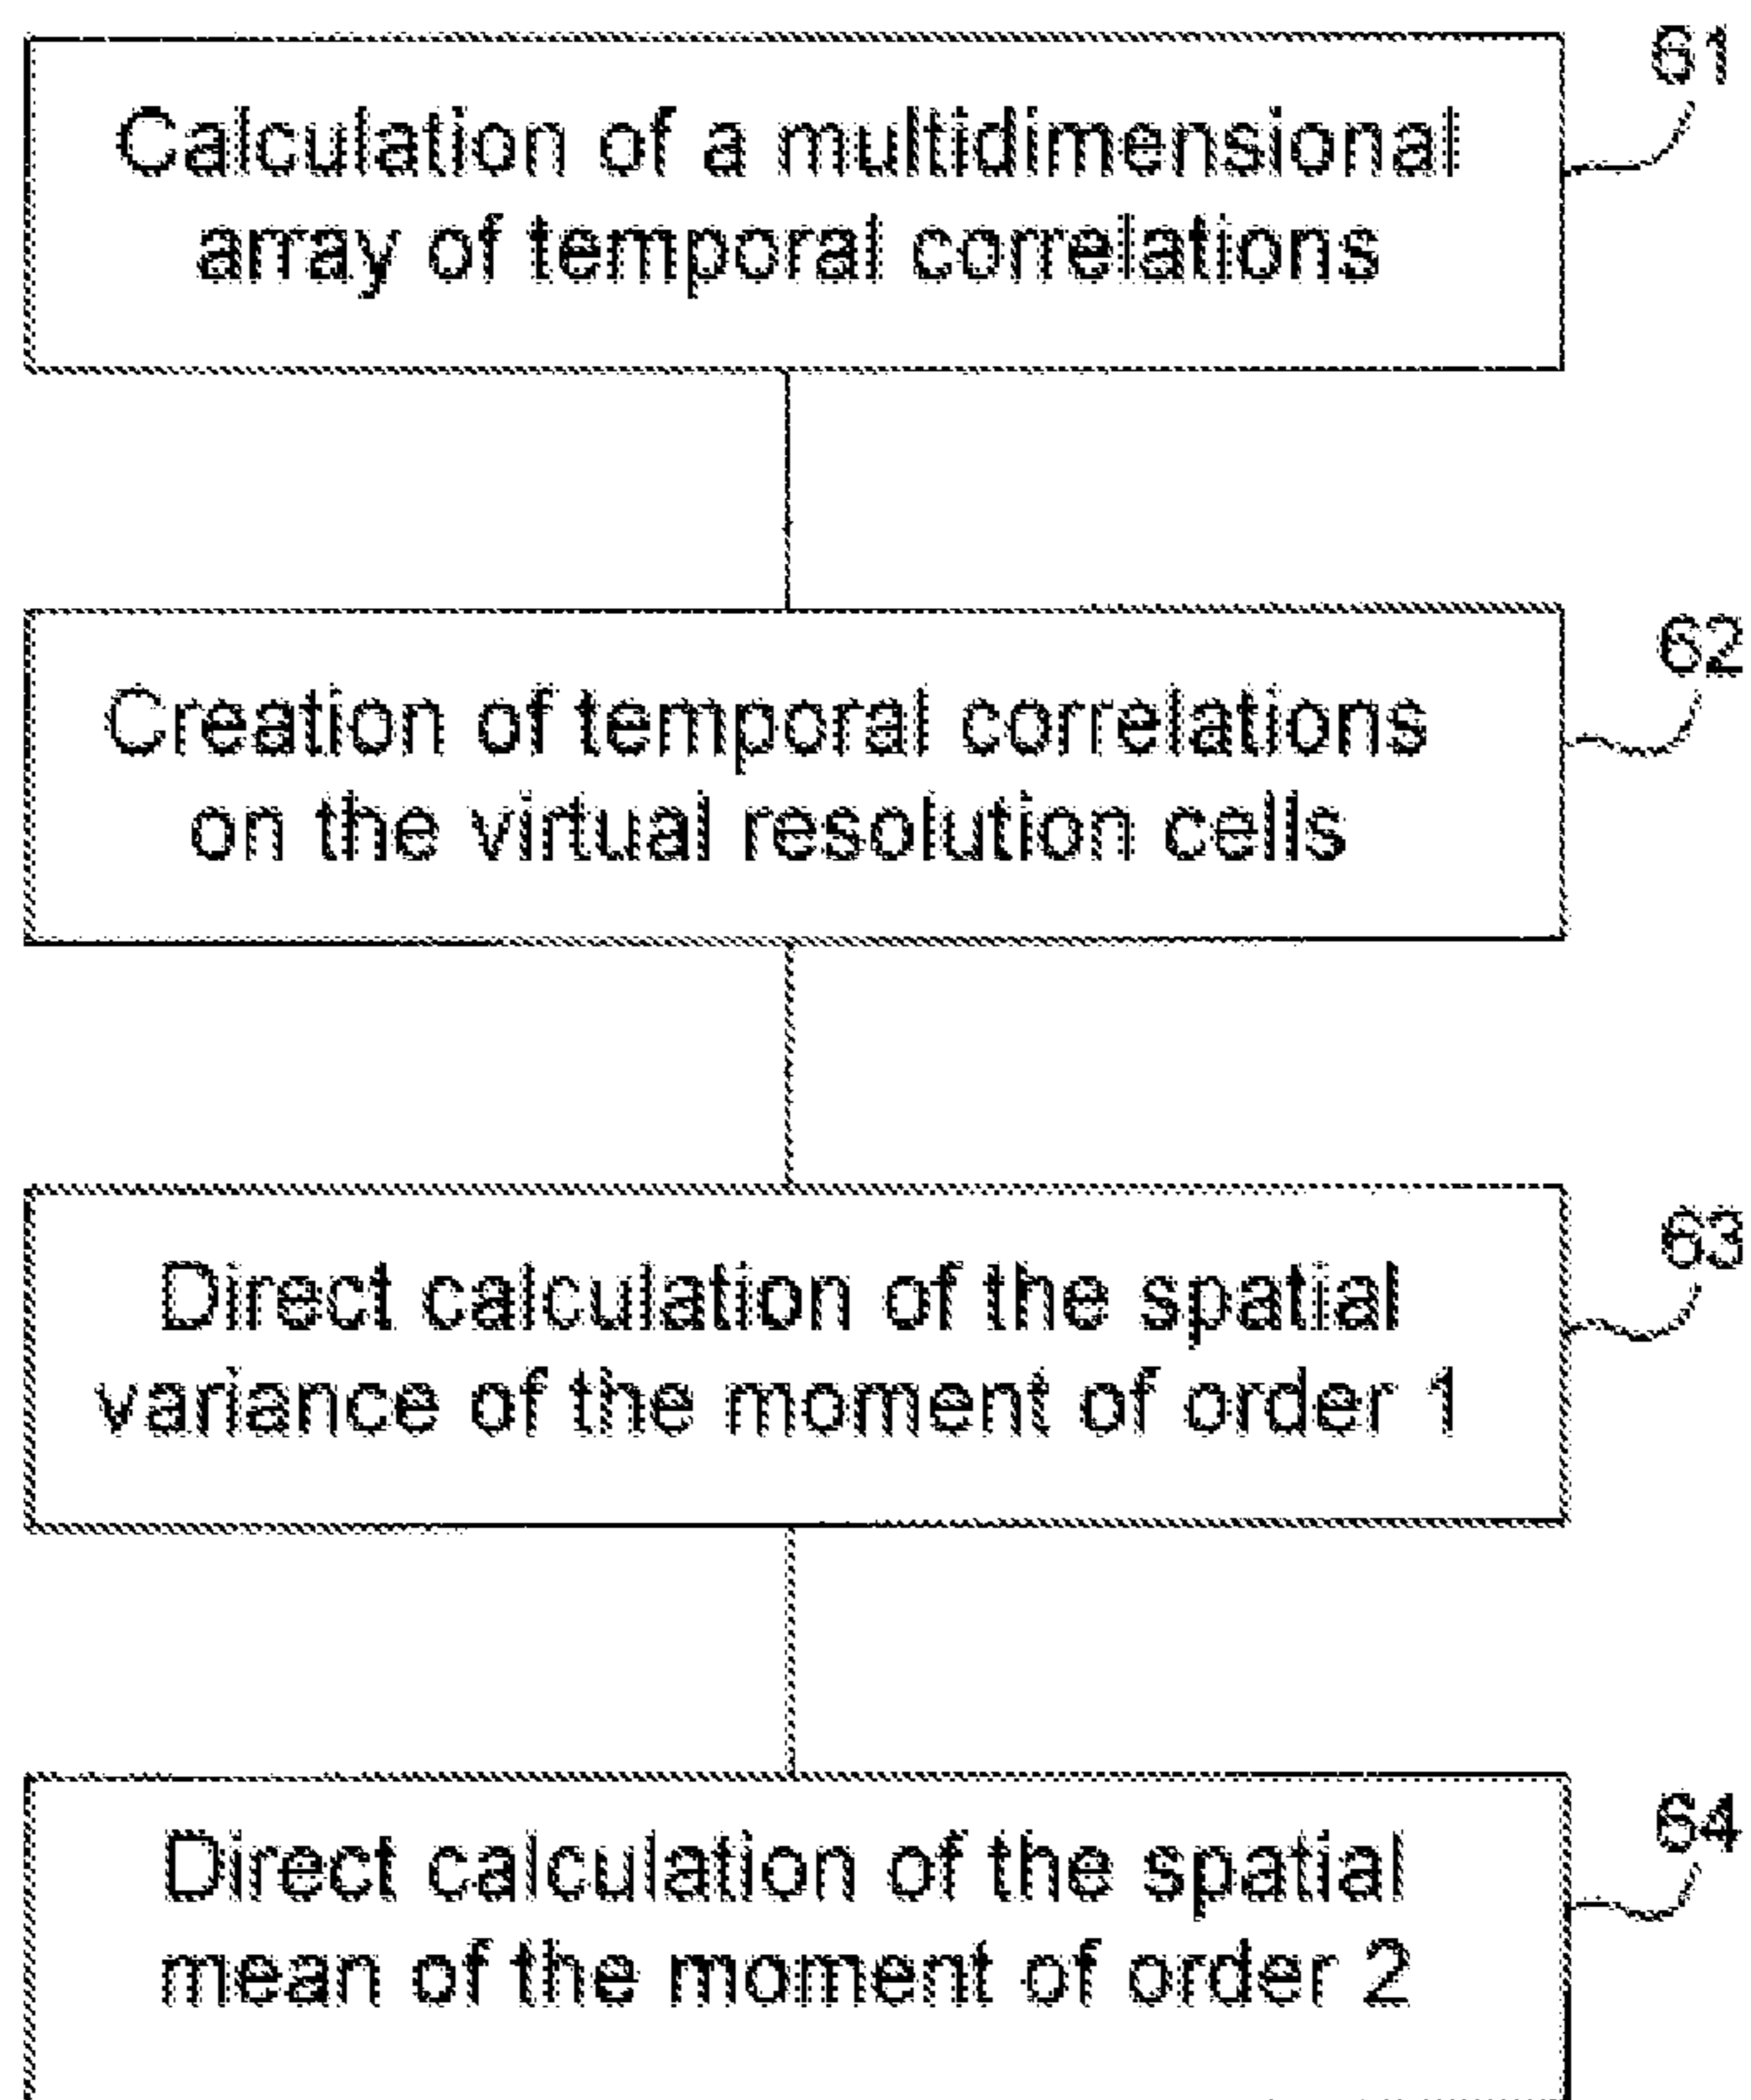 61
Calculation of a multidimensional
array of temporal correlations
62
Creation of temporal correlations
on the virtual resolution cells
63
Direct calculation of the spatial
variance of the moment of order 1
64
Direct calculation of the spatial
mean of the moment of order 2